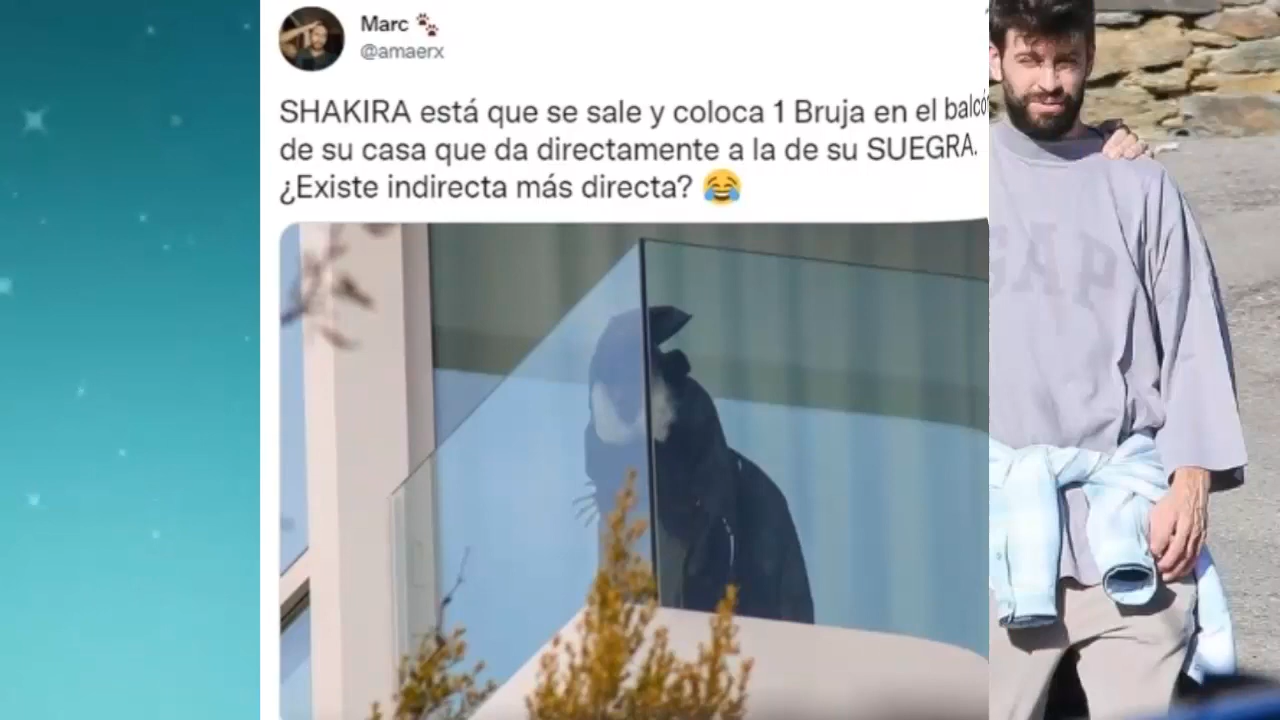 Marc 🐾
@amaerx
SHAKIRA está que se sale y coloca 1 Bruja en el balcó
de su casa que da directamente a la de su SUEGRA.
¿Existe indirecta más directa? 😂
GAP